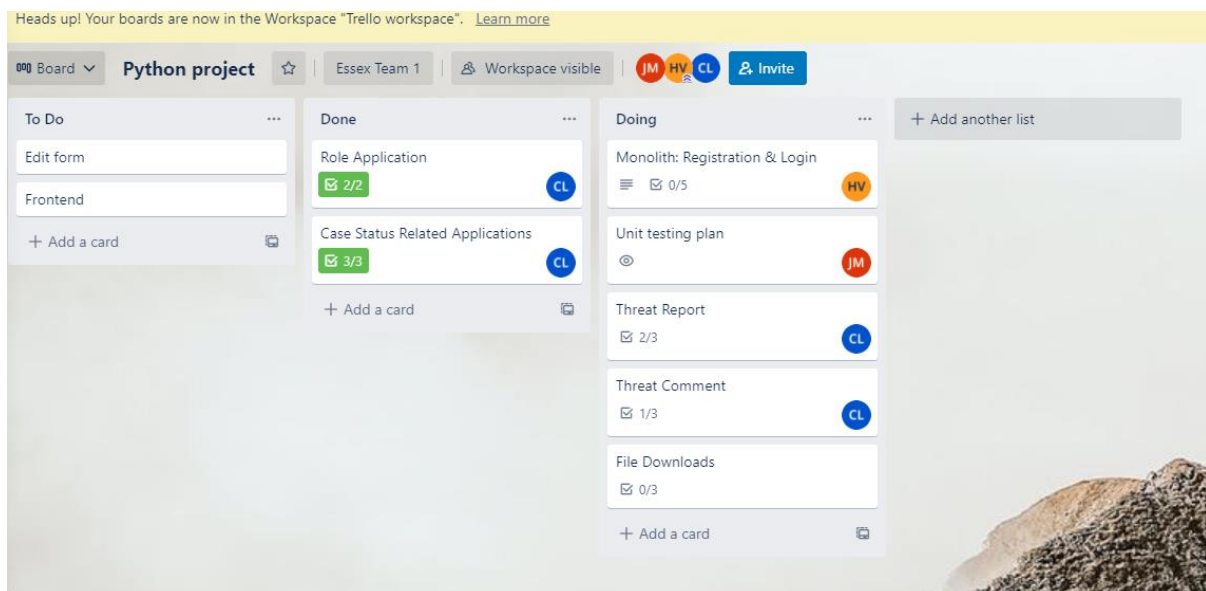 Heads up! Your boards are now in the Workspace "Trello workspace". Learn more
Board Python project Essex Team 1 Workspace visible JM HV CL Invite
To Do
Edit form
Frontend
+ Add a card
Done
Role Application
2/2 CL
Case Status Related Applications
3/3 CL
+ Add a card
Doing
Monolith: Registration & Login
0/5 HV
Unit testing plan
JM
Threat Report
2/3 CL
Threat Comment
1/3 CL
File Downloads
0/3
+ Add a card
+ Add another list